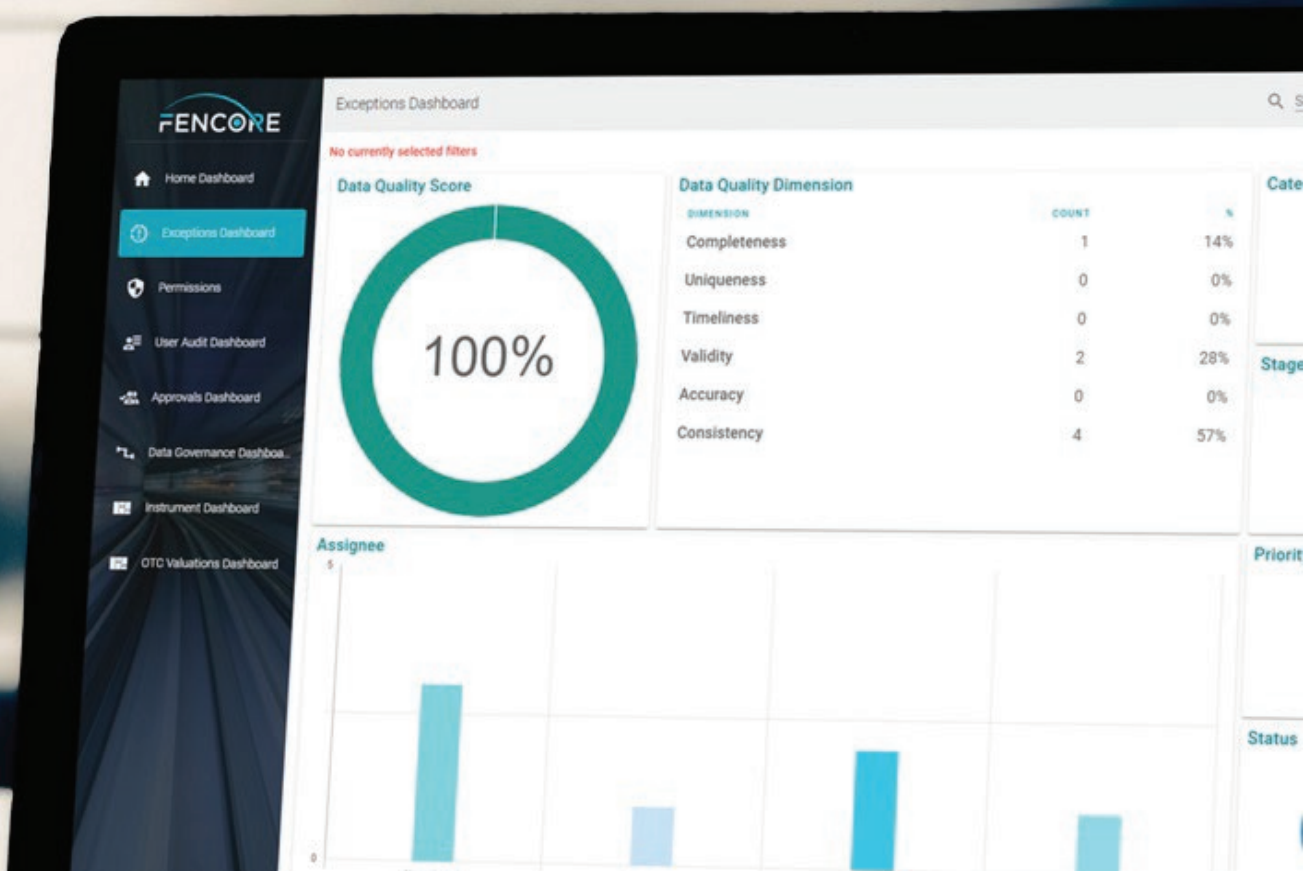 FENCORE
Home Dashboard
Exceptions Dashboard
Permissions
User Audit Dashboard
Approvals Dashboard
Data Governance Dashboa...
Instrument Dashboard
OTC Valuations Dashboard
Exceptions Dashboard
S
No currently selected filters
Data Quality Score
100%
Data Quality Dimension
DIMENSION COUNT %
Completeness 1 14%
Uniqueness 0 0%
Timeliness 0 0%
Validity 2 28%
Accuracy 0 0%
Consistency 4 57%
Cate
Stage
Assignee
5
0
Priorit
Status